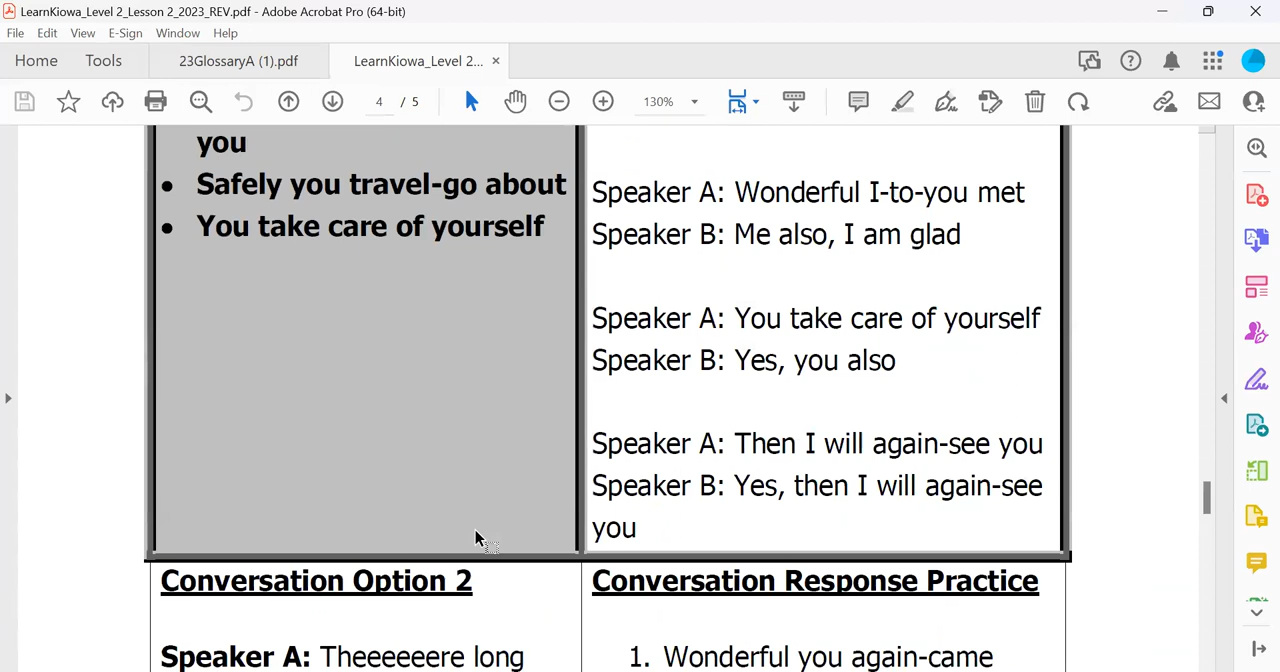 LearnKiowa_Level 2_Lesson 2_2023_REV.pdf - Adobe Acrobat Pro (64-bit)
File Edit View E-Sign Window Help
Home Tools 23GlossaryA (1).pdf LearnKiowa_Level 2... ×
4 / 5 130%
you
• Safely you travel-go about
• You take care of yourself
Speaker A: Wonderful I-to-you met
Speaker B: Me also, I am glad
Speaker A: You take care of yourself
Speaker B: Yes, you also
Speaker A: Then I will again-see you
Speaker B: Yes, then I will again-see
you
Conversation Option 2
Speaker A: Theeeeeere long
Conversation Response Practice
1. Wonderful you again-came